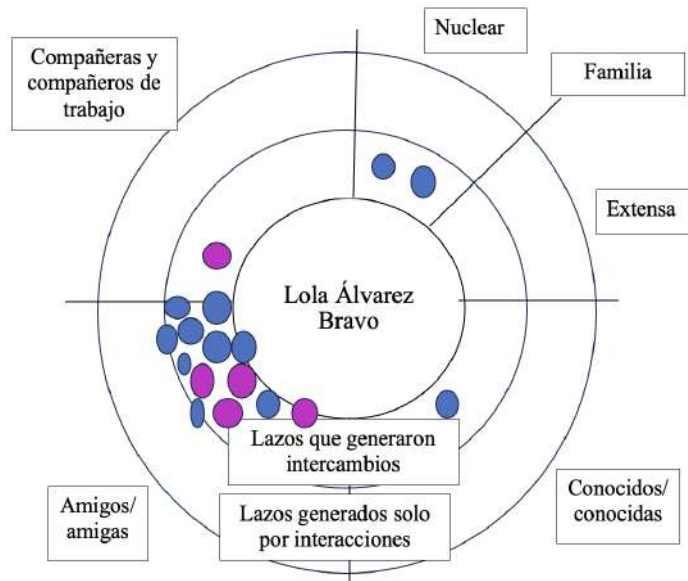 Nuclear
Compañeras y
compañeros de
trabajo
Familia
Extensa
Lola Álvarez
Bravo
Lazos que generaron
intercambios
Amigos/
amigas
Lazos generados solo
por interacciones
Conocidos/
conocidas